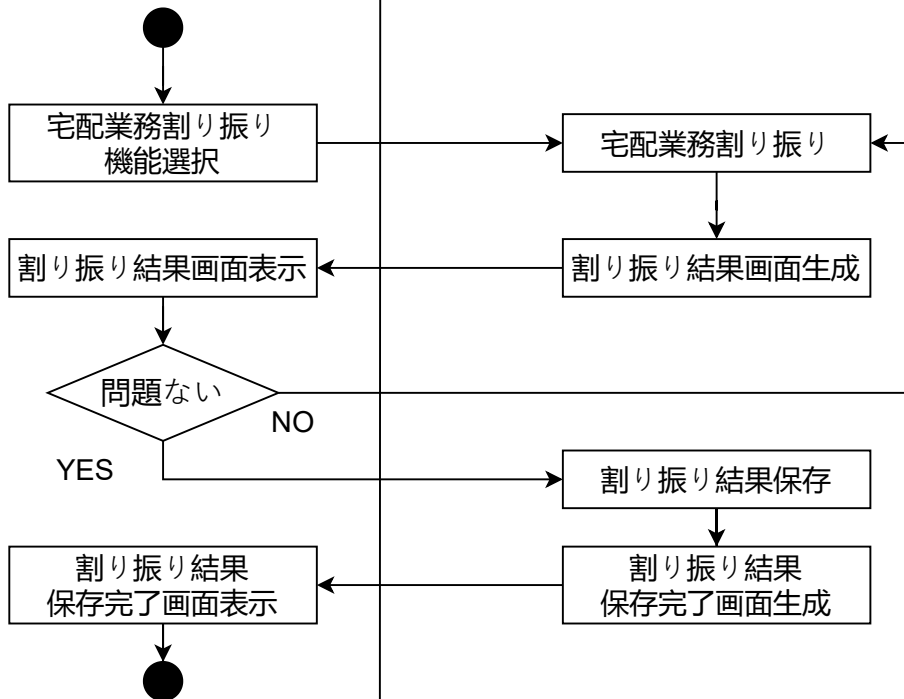 宅配業務割り振り
機能選択
宅配業務割り振り
割り振り結果画面表示
割り振り結果画面生成
問題ない
NO
YES
割り振り結果保存
割り振り結果
保存完了画面表示
割り振り結果
保存完了画面生成